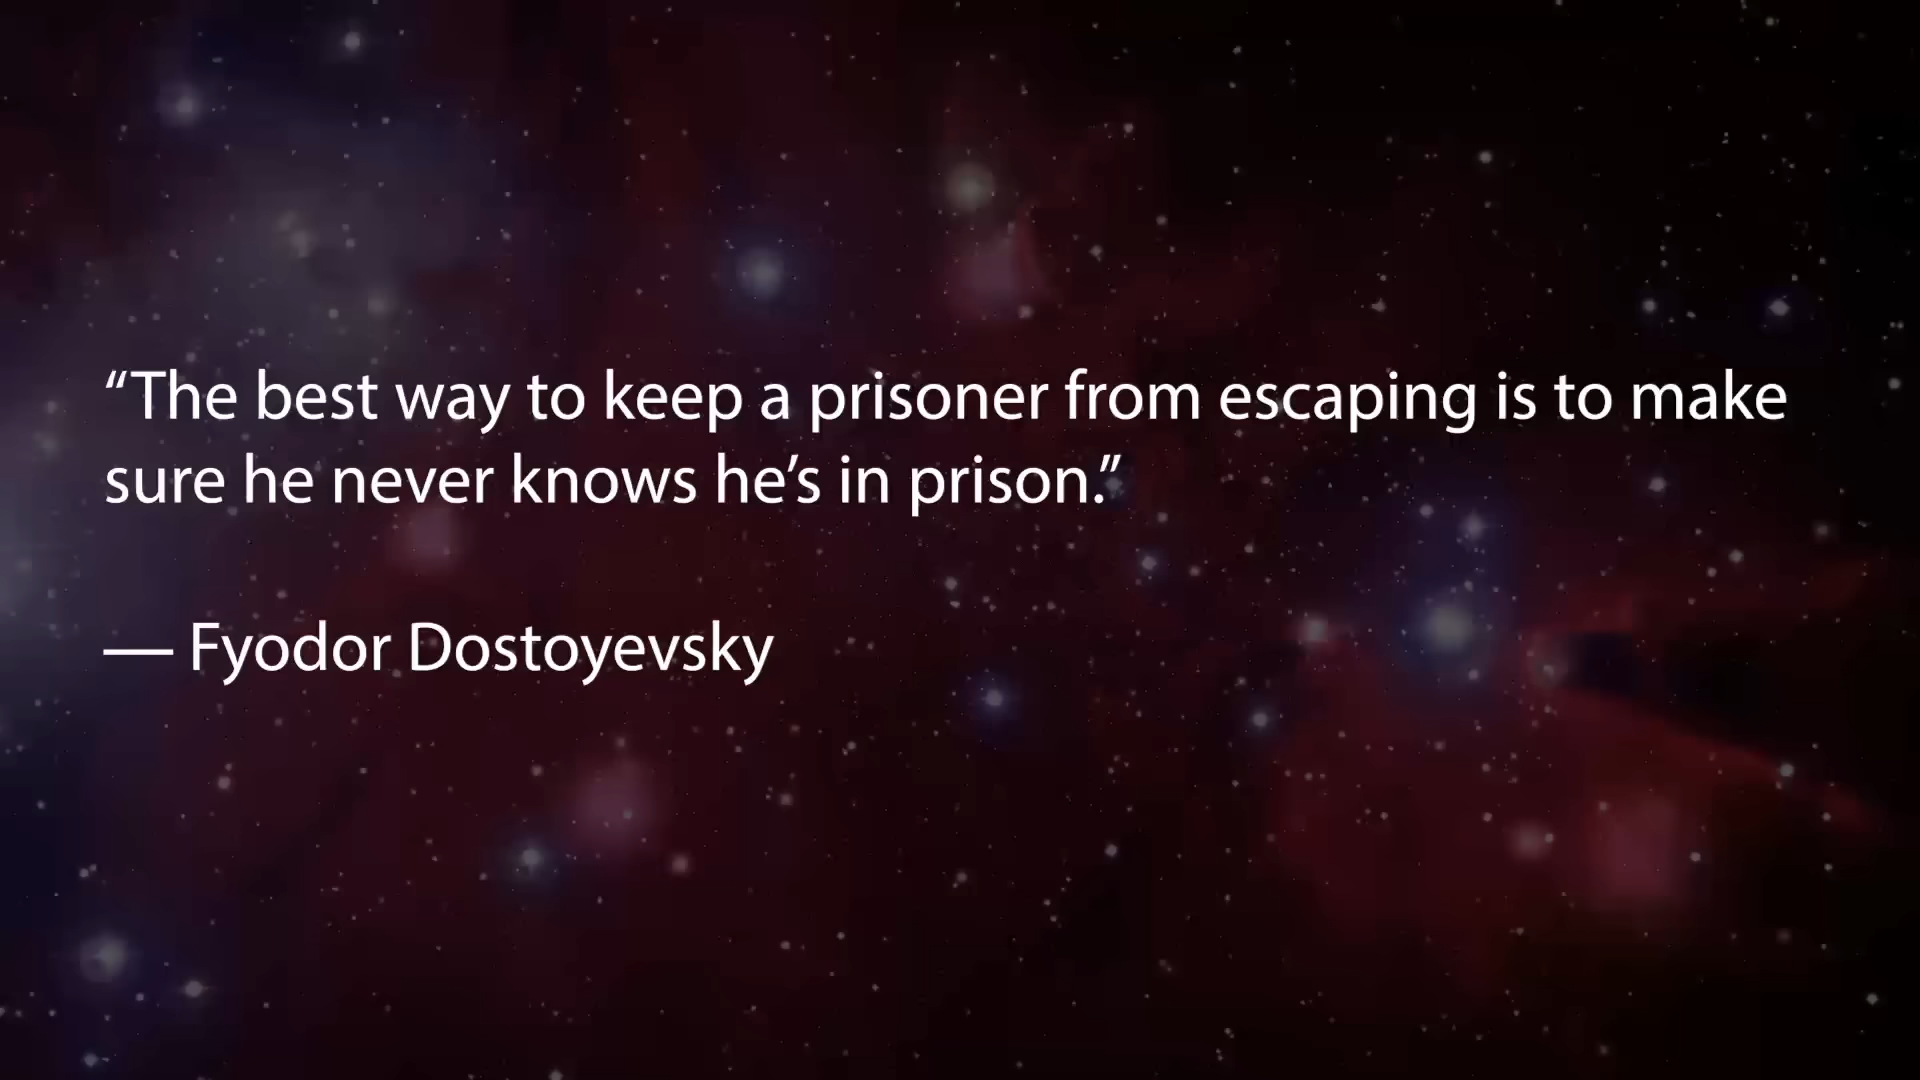 “The best way to keep a prisoner from escaping is to make
sure he never knows he’s in prison.”
— Fyodor Dostoyevsky